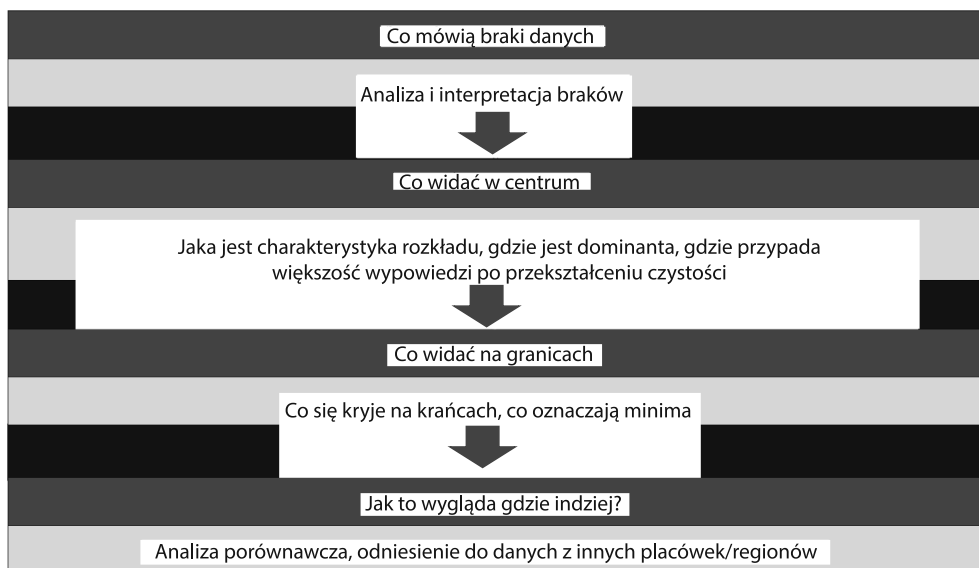 Co mówią braki danych
Analiza i interpretacja braków
Co widać w centrum
Jaka jest charakterystyka rozkładu, gdzie jest dominanta, gdzie przypada
większość wypowiedzi po przekształceniu czystości
Co widać na granicach
Co się kryje na krańcach, co oznaczają minima
Jak to wygląda gdzie indziej?
Analiza porównawcza, odniesienie do danych z innych placówek/regionów